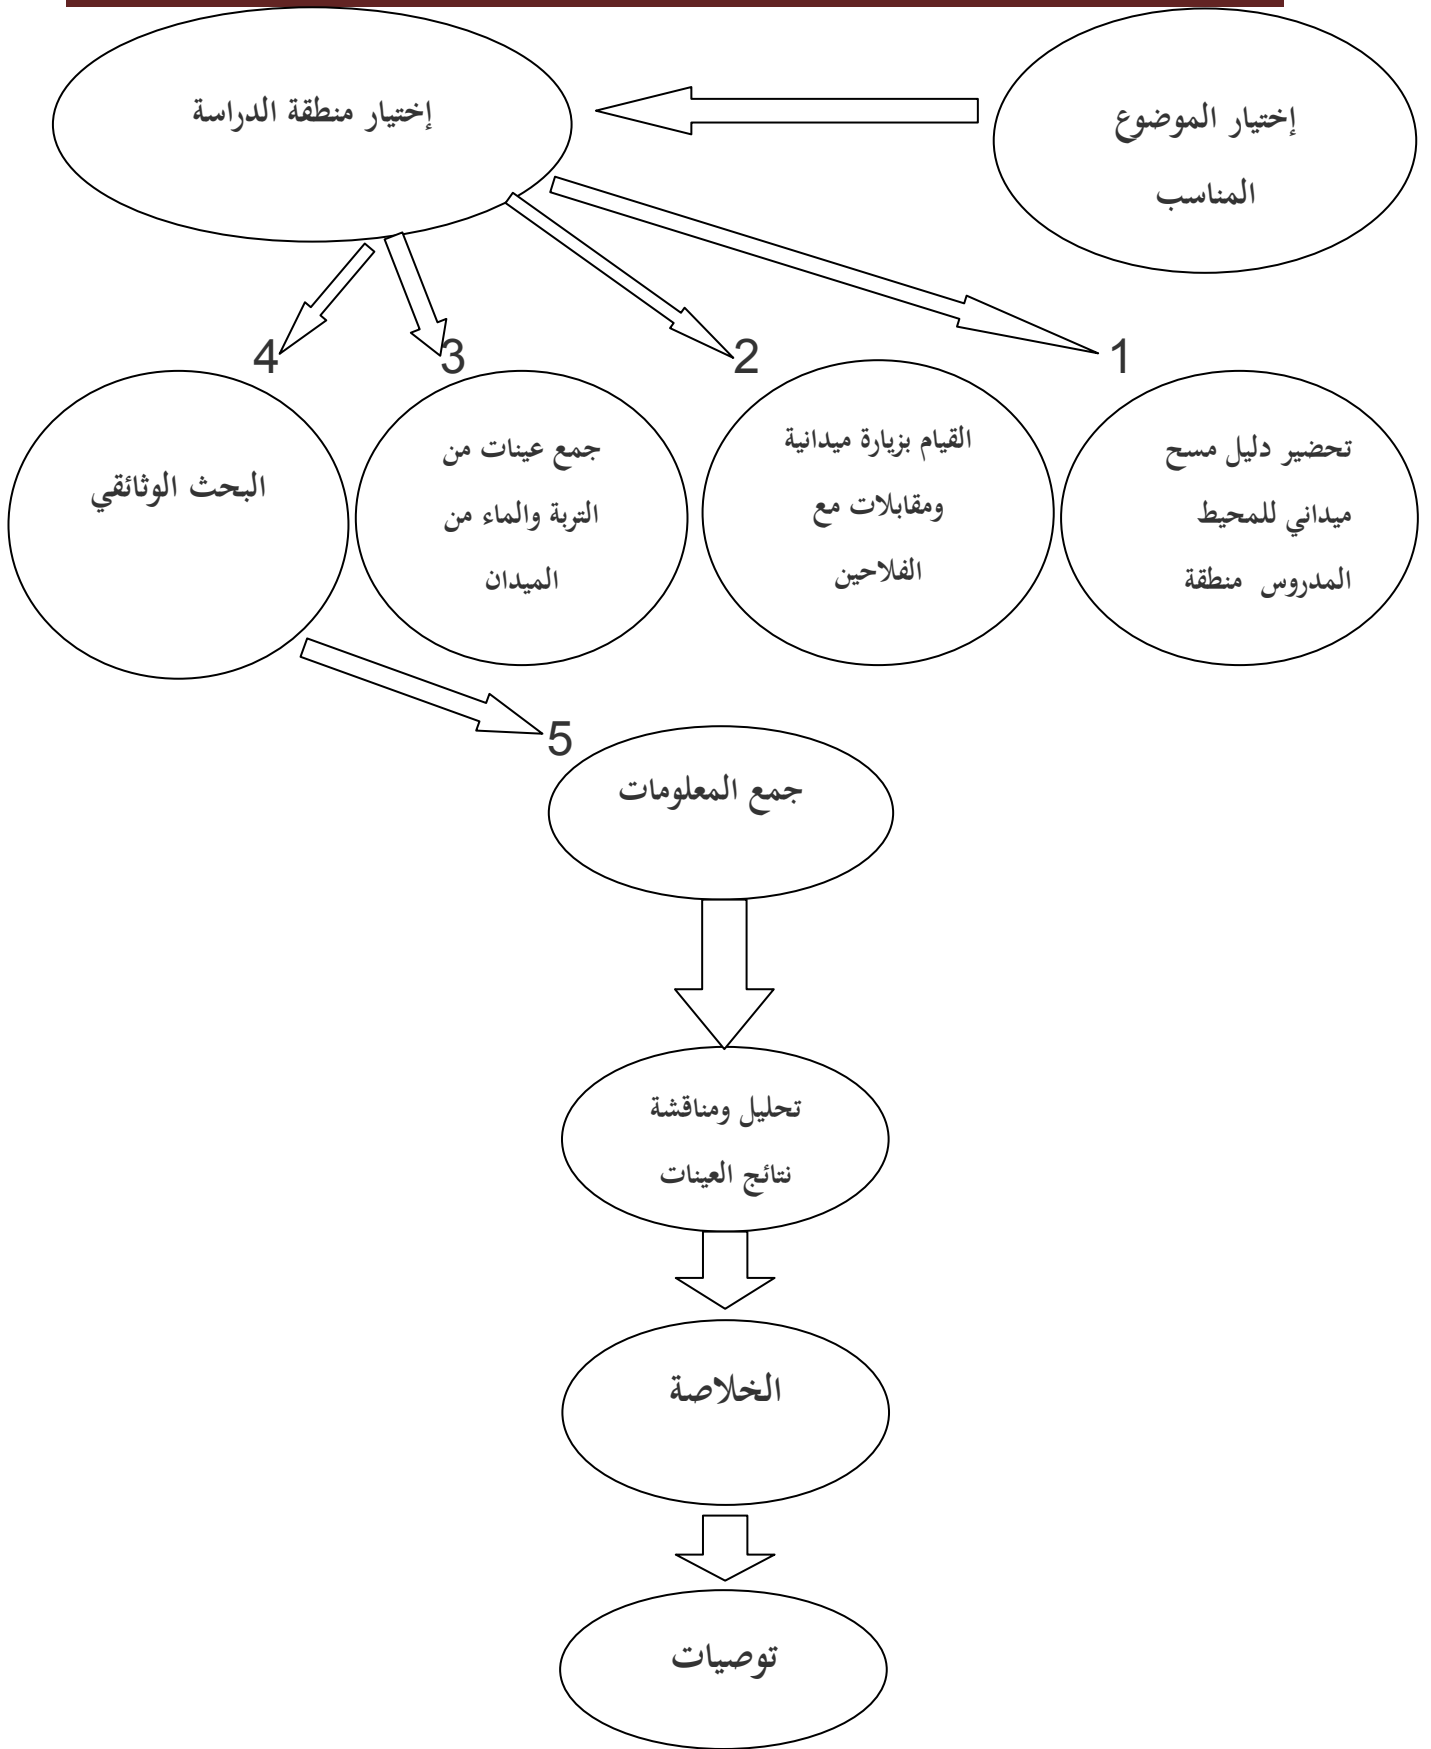 إختيار الموضوع
المناسب
إختيار منطقة الدراسة
1
2
3
4
تحضير دليل مسح
ميداني للمحيط
المدروس منطقة
القيام بزيارة ميدانية
ومقابلات مع
الفلاحين
جمع عينات من
التربة والماء من
الميدان
البحث الوثائقي
5
جمع المعلومات
تحليل ومناقشة
نتائج العينات
الخلاصة
توصيات